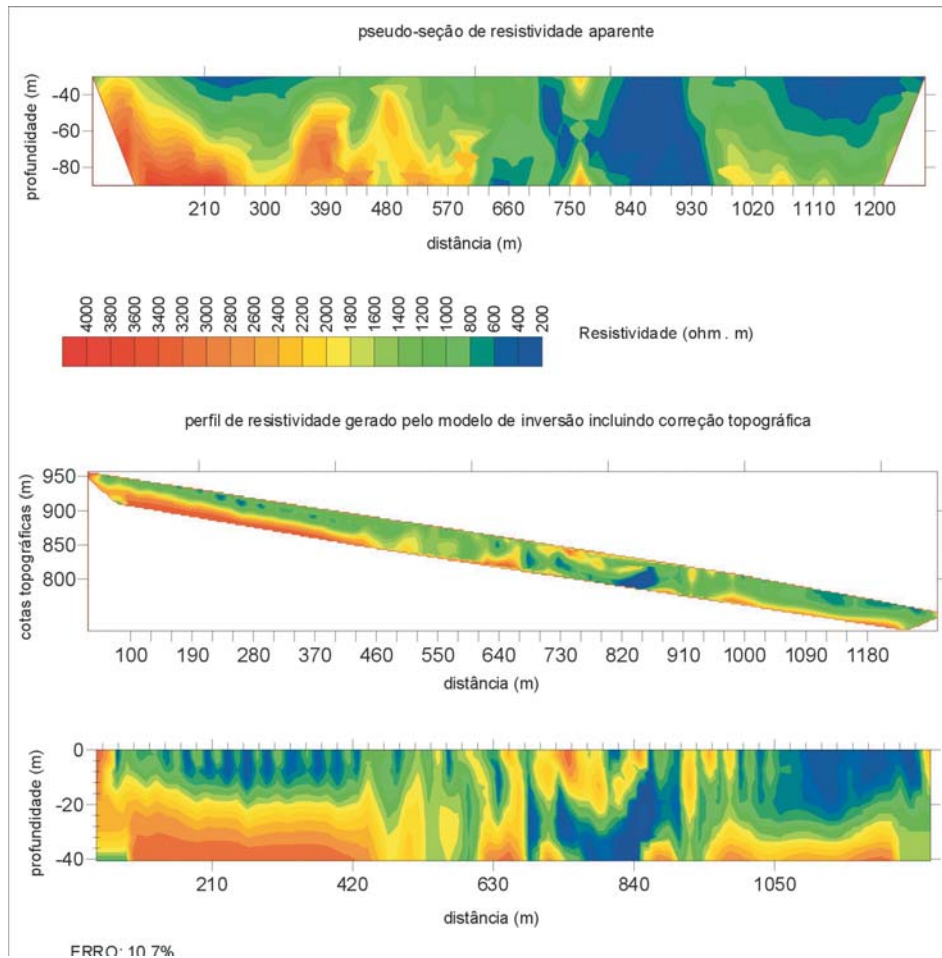 pseudo-seção de resistividade aparente
profundidade (m)
-40
-60
-80
210 300 390 480 570 660 750 840 930 1020 1110 1200
distância (m)
4000 3600 3200 3000 2800 2600 2400 2200 2000 1800 1600 1400 1200 1000 800 600 400 200
Resistividade (ohm . m)
perfil de resistividade gerado pelo modelo de inversão incluindo correção topográfica
cotas topográficas (m)
950
900
850
800
100 190 280 370 460 550 640 730 820 910 1000 1090 1180
distância (m)
profundidade (m)
0
-20
-40
210 420 630 840 1050
distância (m)
ERRO: 10.7%